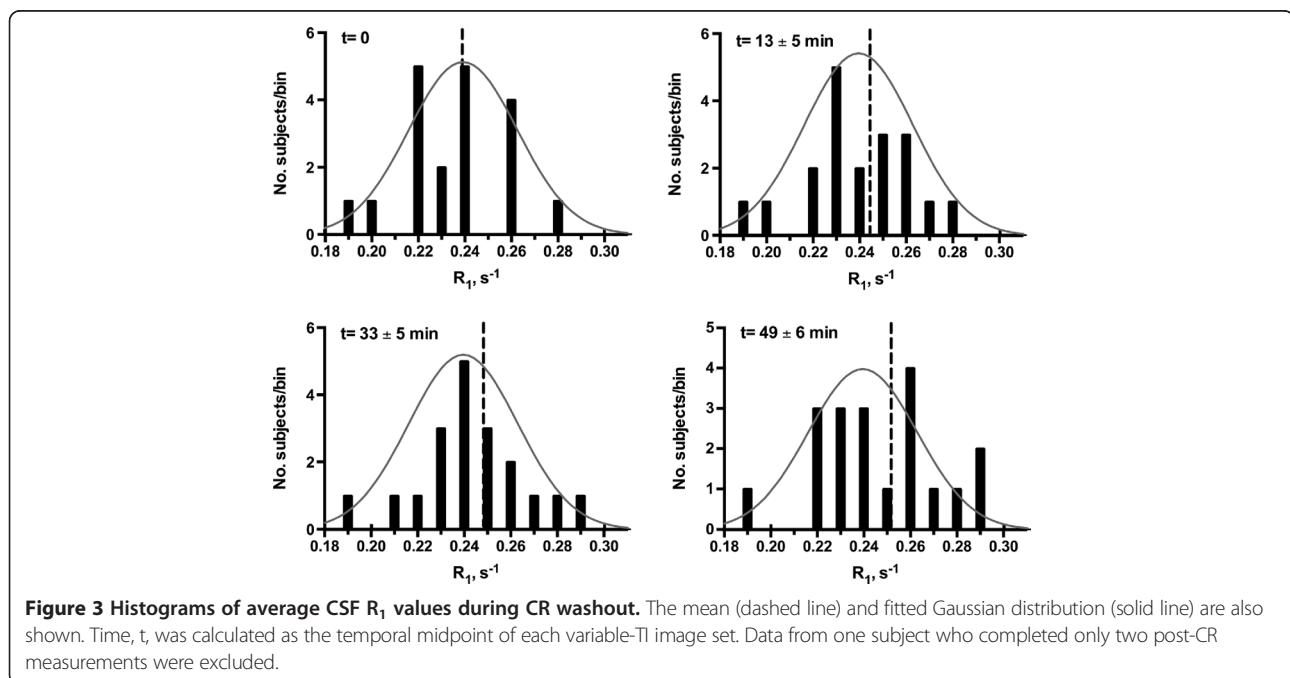 t= 0
No. subjects/bin
6
4
2
0
0.18 0.20 0.22 0.24 0.26 0.28 0.30
R₁, s⁻¹
t= 13 ± 5 min
No. subjects/bin
6
4
2
0
0.18 0.20 0.22 0.24 0.26 0.28 0.30
R₁, s⁻¹
t= 33 ± 5 min
No. subjects/bin
6
4
2
0
0.18 0.20 0.22 0.24 0.26 0.28 0.30
R₁, s⁻¹
t= 49 ± 6 min
No. subjects/bin
5
4
3
2
1
0
0.18 0.20 0.22 0.24 0.26 0.28 0.30
R₁, s⁻¹
Figure 3 Histograms of average CSF R₁ values during CR washout. The mean (dashed line) and fitted Gaussian distribution (solid line) are also
shown. Time, t, was calculated as the temporal midpoint of each variable-TI image set. Data from one subject who completed only two post-CR
measurements were excluded.